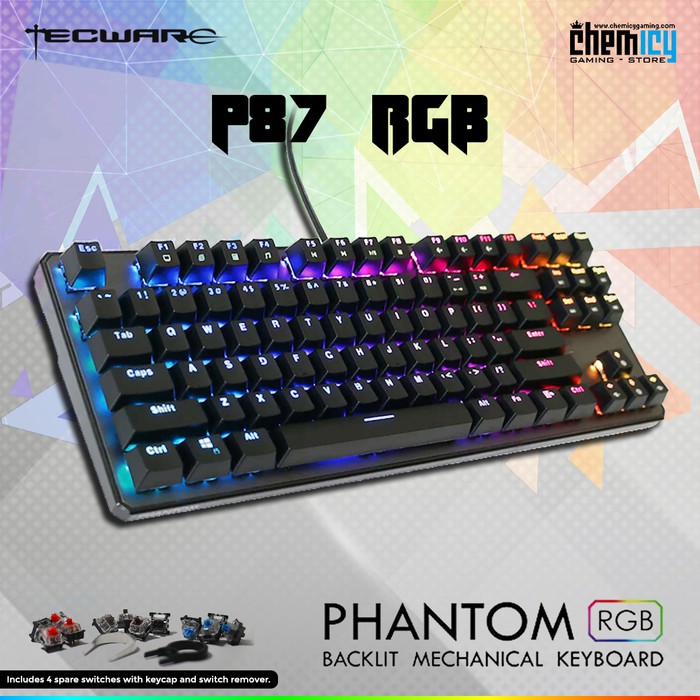 TECWARE
www.chemicygaming.com
chemicy
GAMING - STORE
P87 RGB
Esc F1 F2 F3 F4 F5 F6 F7 F8 F9 F10 F11 F12
Tab Q W E R T Y U I O P
Caps A S D F G H J K L Enter
Shift Z X C V B N M Shift
Ctrl Alt Alt Fn Ctrl
PHANTOM RGB
BACKLIT MECHANICAL KEYBOARD
Includes 4 spare switches with keycap and switch remover.